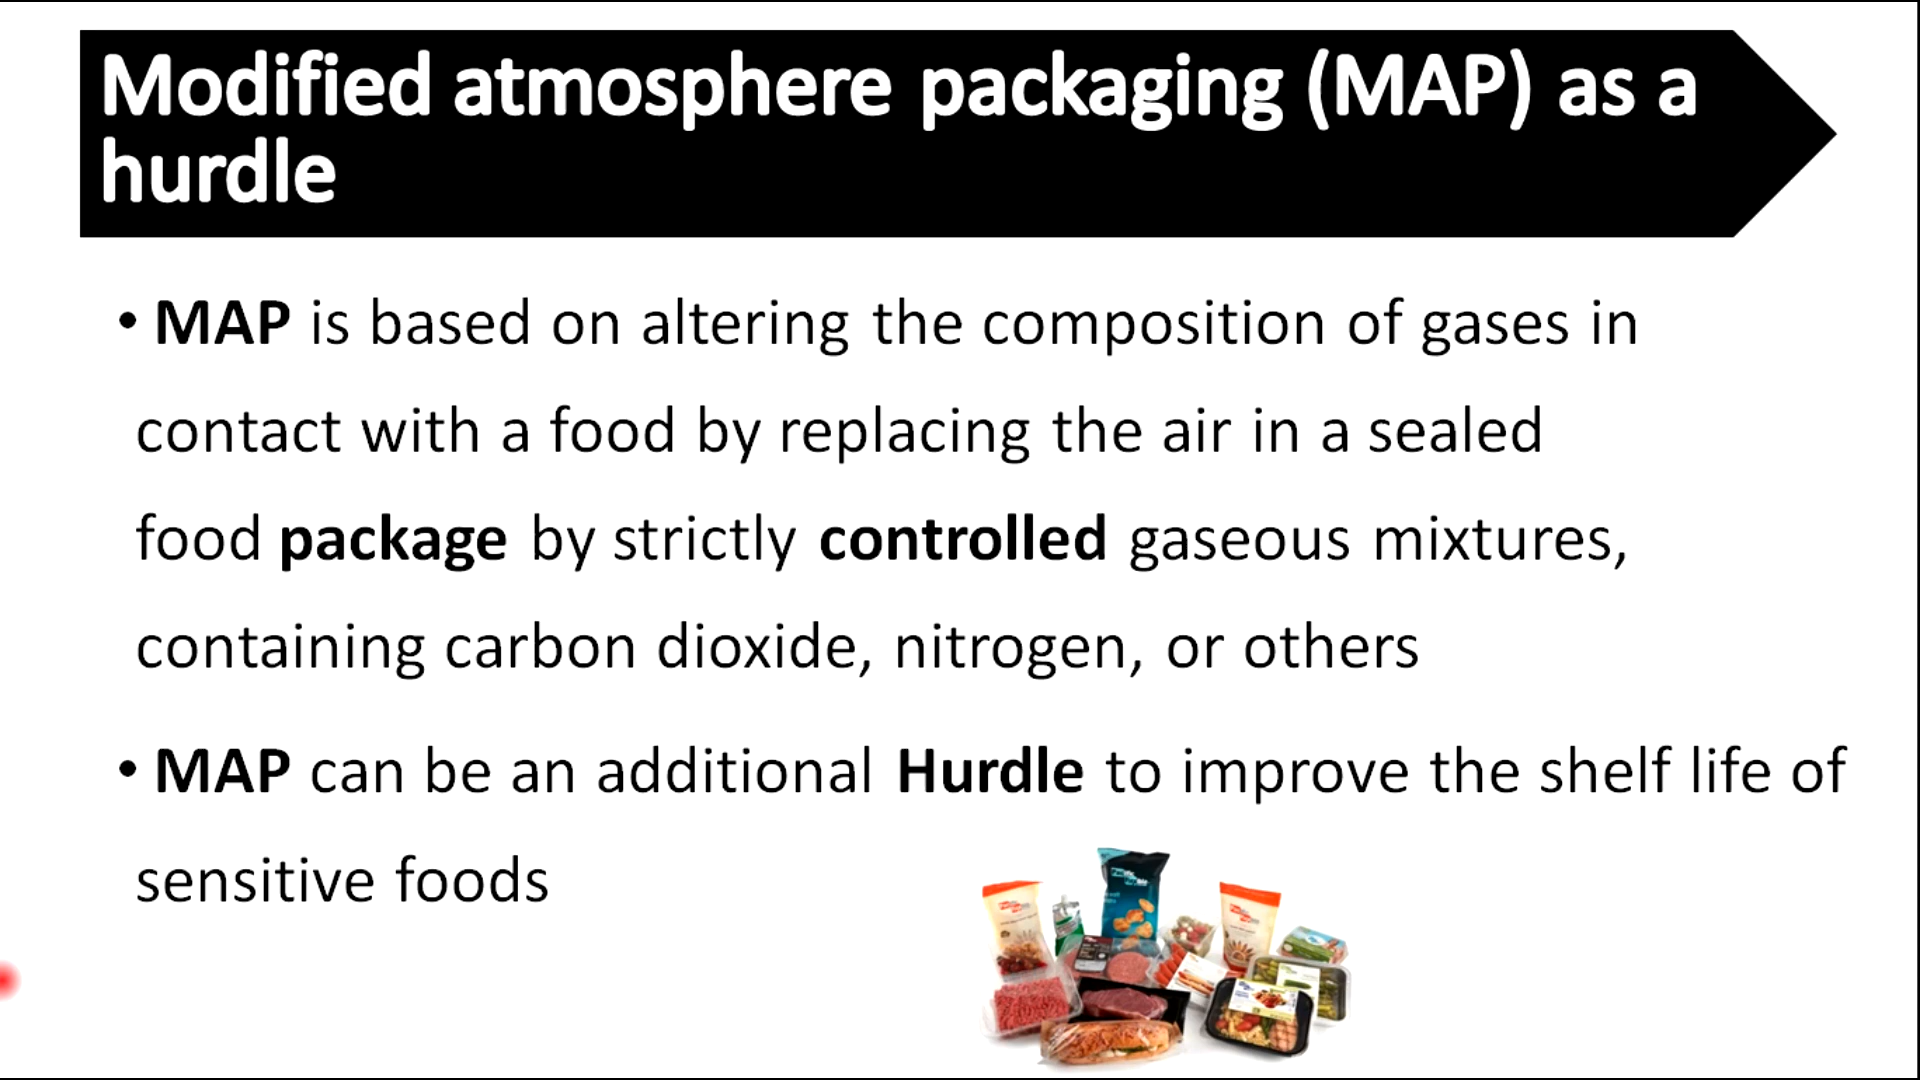 Modified atmosphere packaging (MAP) as a
hurdle
• MAP is based on altering the composition of gases in
contact with a food by replacing the air in a sealed
food package by strictly controlled gaseous mixtures,
containing carbon dioxide, nitrogen, or others
• MAP can be an additional Hurdle to improve the shelf life of
sensitive foods